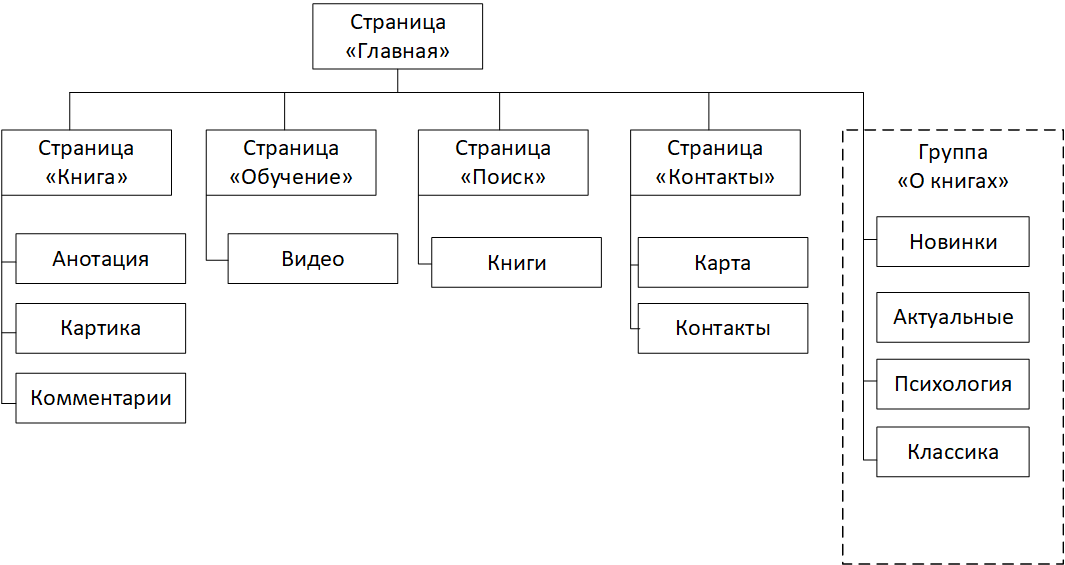 Страница
«Главная»
Страница
«Книга»
Страница
«Обучение»
Страница
«Поиск»
Страница
«Контакты»
Группа
«О книгах»
Анотация
Картика
Комментарии
Видео
Книги
Карта
Контакты
Новинки
Актуальные
Психология
Классика